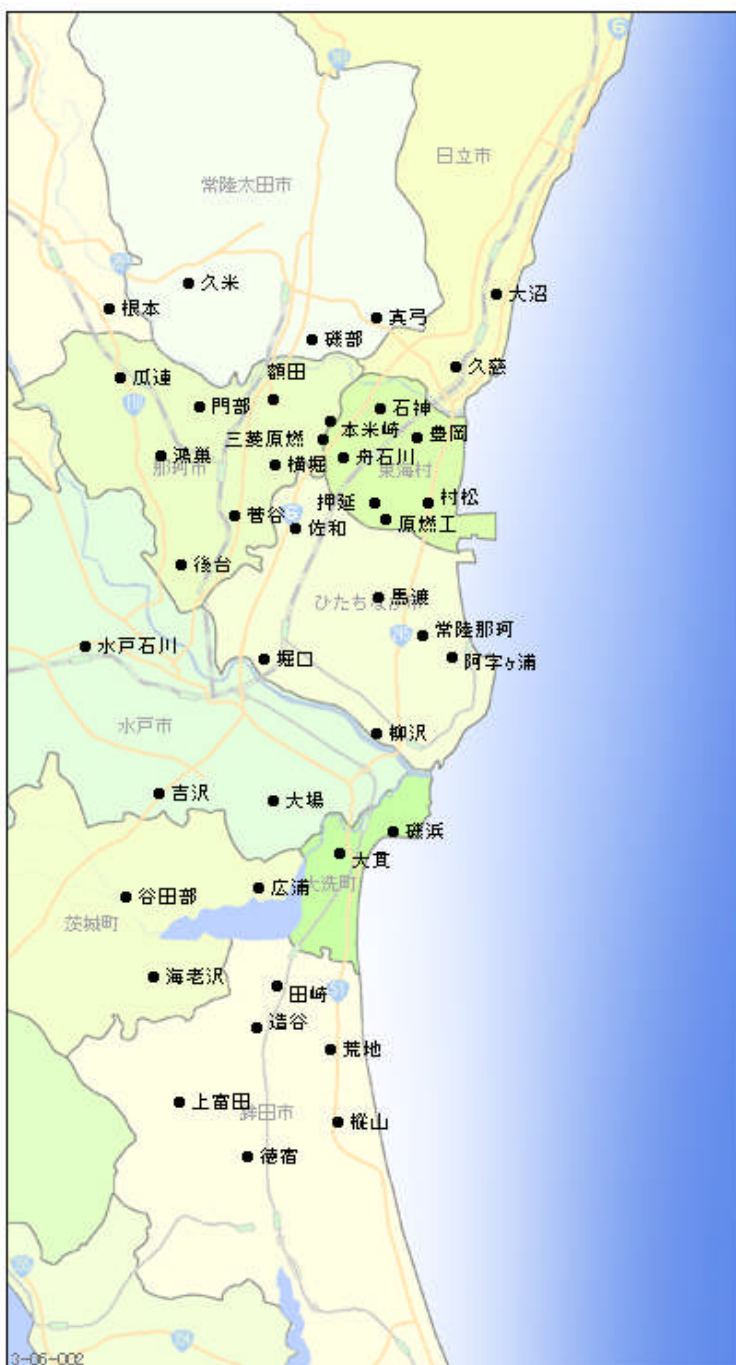 6
日立市
常陸太田市
久米
大沼
根本
真弓
磯部
久慈
瓜連
額田
門部
石神
本米崎
豊岡
三菱原燃
鴻巣
舟石川
横堀
那珂市
東海村
押延
村松
菅谷
佐和
原燃工
後台
馬渡
ひたちなか市
常陸那珂
水戸石川
堀口
阿字ヶ浦
水戸市
柳沢
吉沢
大場
磯浜
大貫
大洗町
広浦
谷田部
茨城町
海老沢
田崎
51
造谷
荒地
上富田
鉾田市
樅山
徳宿
3-06-002